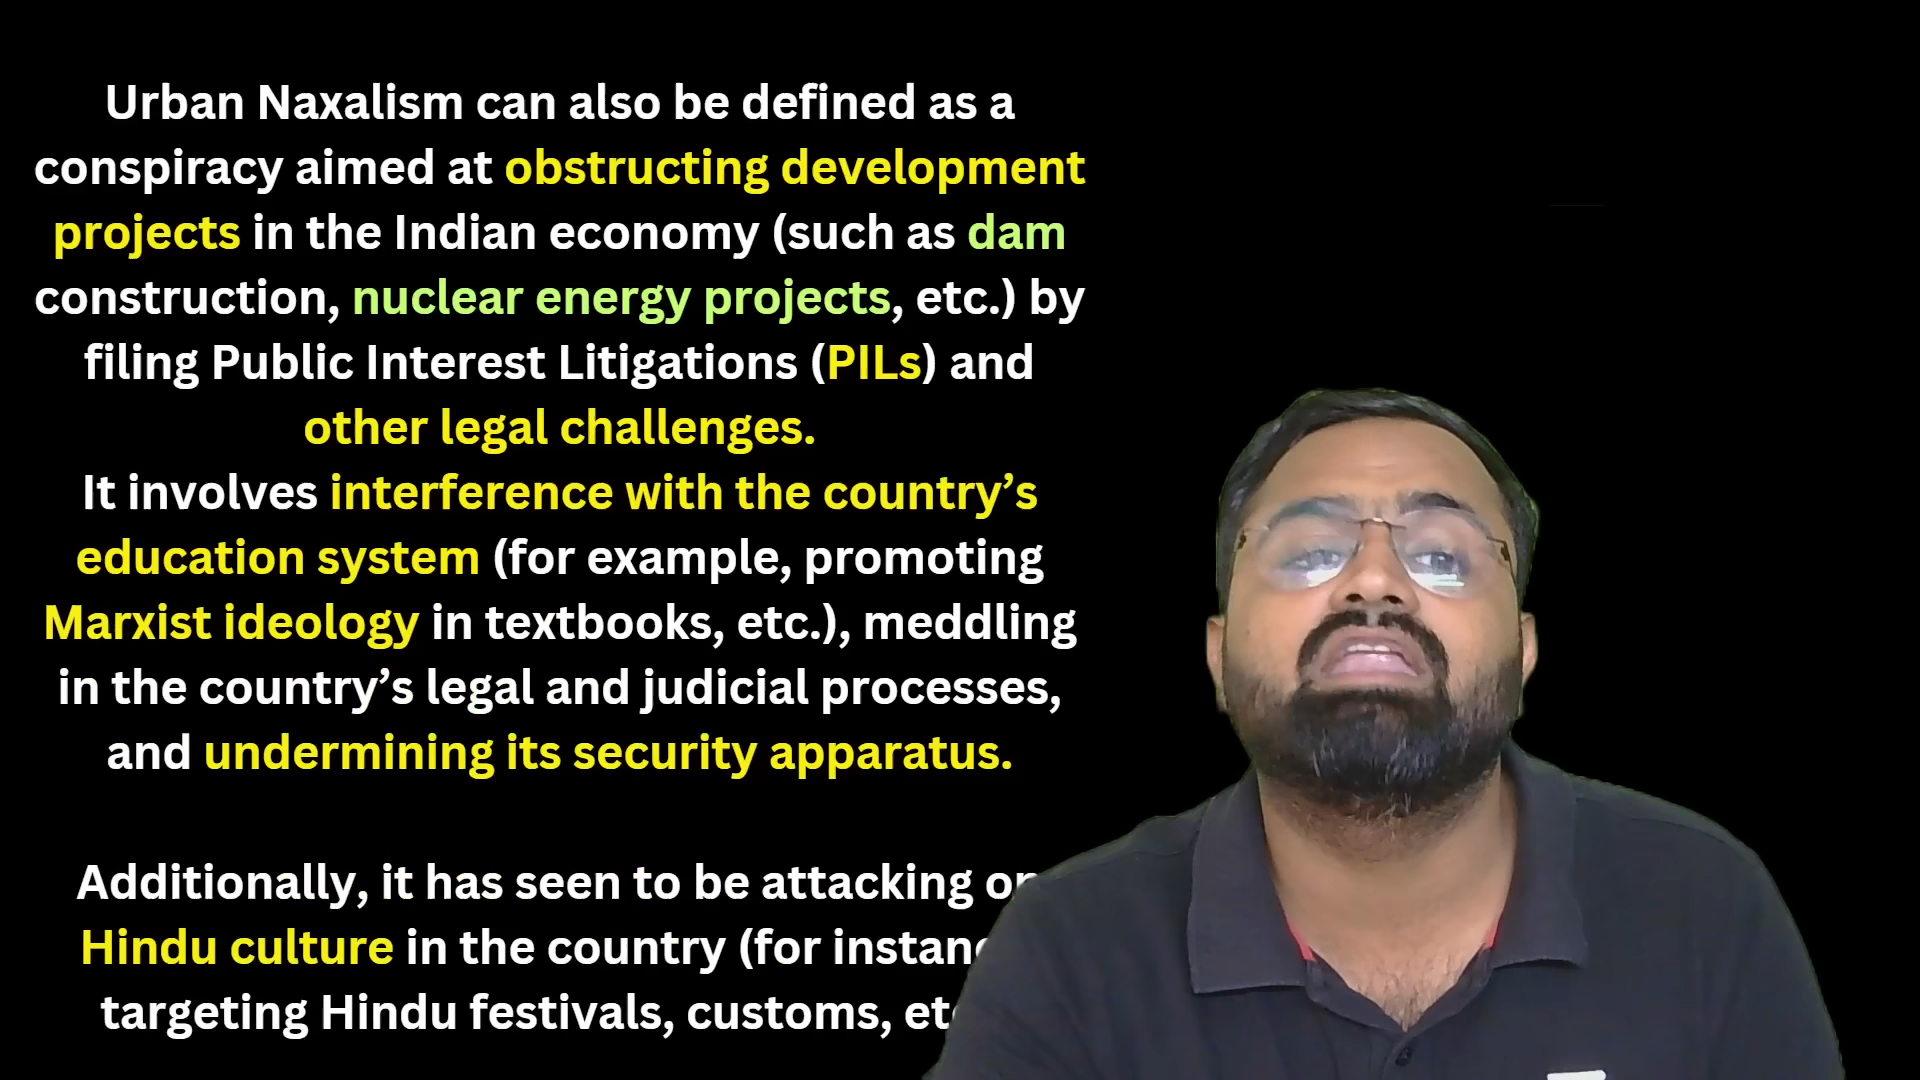 Urban Naxalism can also be defined as a
conspiracy aimed at obstructing development
projects in the Indian economy (such as dam
construction, nuclear energy projects, etc.) by
filing Public Interest Litigations (PILs) and
other legal challenges.
It involves interference with the country’s
education system (for example, promoting
Marxist ideology in textbooks, etc.), meddling
in the country’s legal and judicial processes,
and undermining its security apparatus.
Additionally, it has seen to be attacking
Hindu culture in the country (for
targeting Hindu festivals, customs,